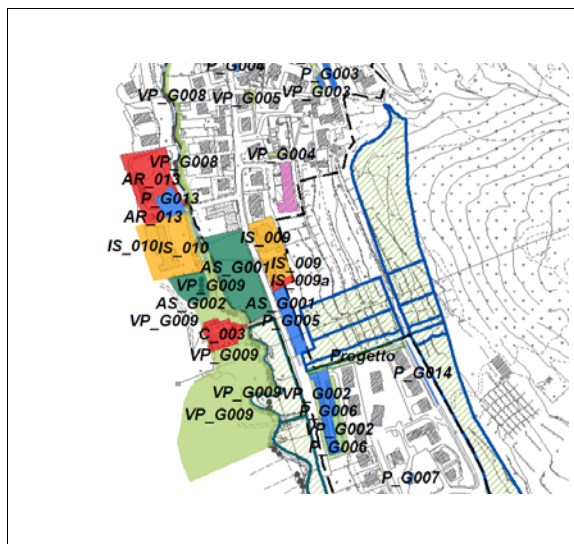 P_G004
P_G003
VP_G008
VP_G005
VP_G003
VP_G004
VP_G008
AR_013
P_G013
AR_013
IS_009
IS_010
IS_010
IS_009
AS_G001
IS_009a
VP_G009
AS_G002
AS_G001
VP_G009
P_G005
C_003
VP_G009
Progetto
P_G014
VP_G009
VP_G002
VP_G009
P_G006
VP_G002
P_G006
P_G007